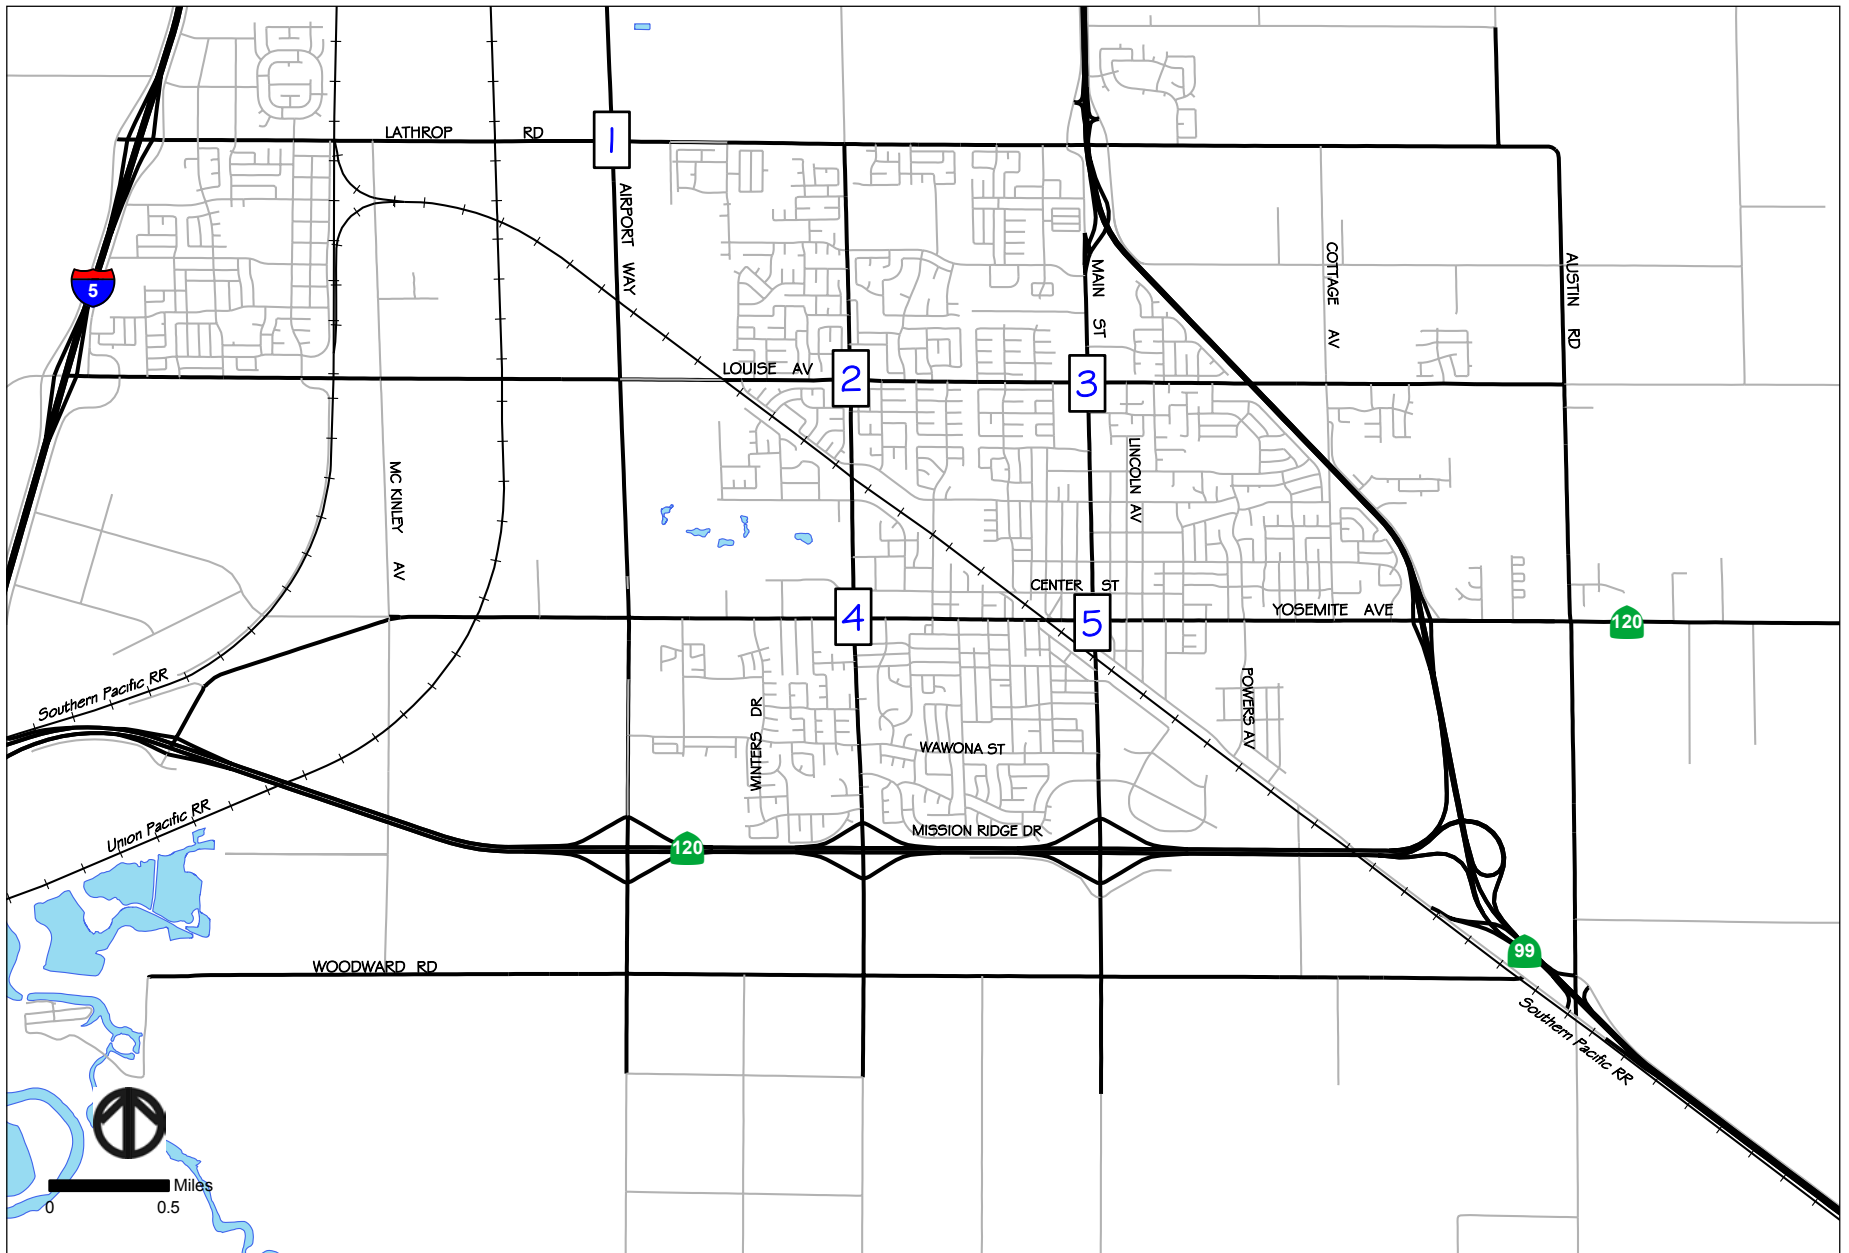 LATHROP RD
1
AIRPORT WAY
5
MAIN ST
COTTAGE AV
AUSTIN RD
LOUISE AV
2
3
MC KINLEY AV
LINCOLN AV
CENTER ST
YOSEMITE AVE
4
5
120
Southern Pacific RR
POWERS AV
WINTERS DR
WAWONA ST
Union Pacific RR
MISSION RIDGE DR
120
99
WOODWARD RD
Southern Pacific RR
Miles
0 0.5